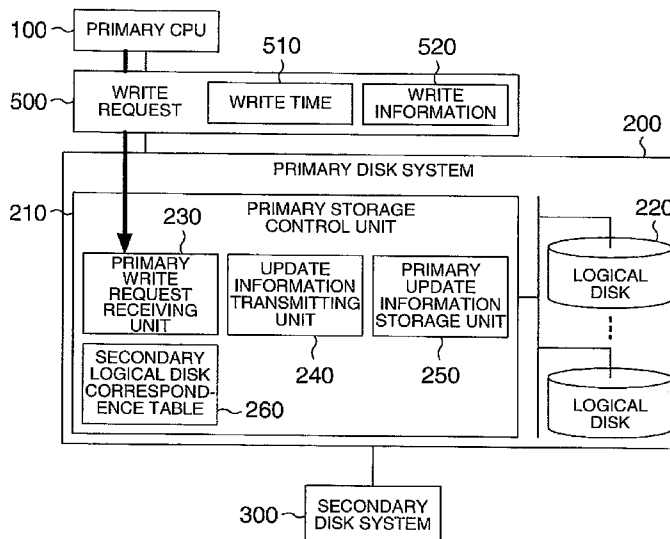 100
PRIMARY CPU
510
520
500
WRITE
REQUEST
WRITE TIME
WRITE
INFORMATION
200
PRIMARY DISK SYSTEM
210
PRIMARY STORAGE
CONTROL UNIT
230
220
PRIMARY
WRITE
REQUEST
RECEIVING
UNIT
UPDATE
INFORMATION
TRANSMITTING
UNIT
PRIMARY
UPDATE
INFORMATION
STORAGE UNIT
LOGICAL
DISK
240
250
SECONDARY
LOGICAL DISK
CORRESPOND-
ENCE TABLE
260
LOGICAL
DISK
300
SECONDARY
DISK SYSTEM